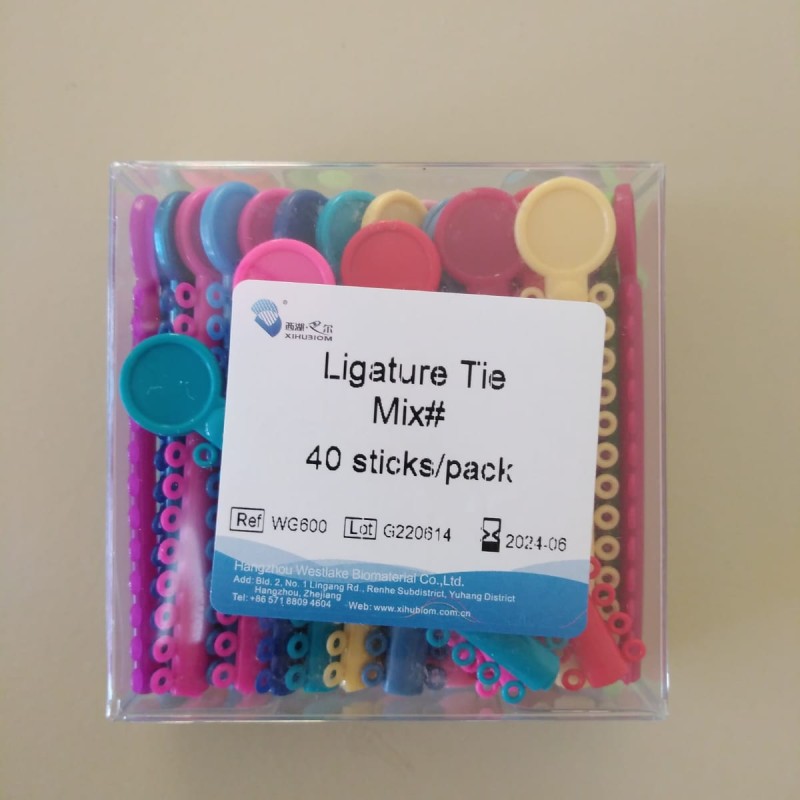 ®
西湖·巴尔
XIHUBIOM
Ligature Tie
Mix#
40 sticks/pack
Ref WG600 Lot G220614 2024-06
Hangzhou Westlake Biomaterial Co.,Ltd.
Add: Bld. 2, No. 1 Lingang Rd., Renhe Subdistrict, Yuhang District
Hangzhou, Zhejiang
Tel: +86 571 8809 4604 Web: www.xihubiom.com.cn